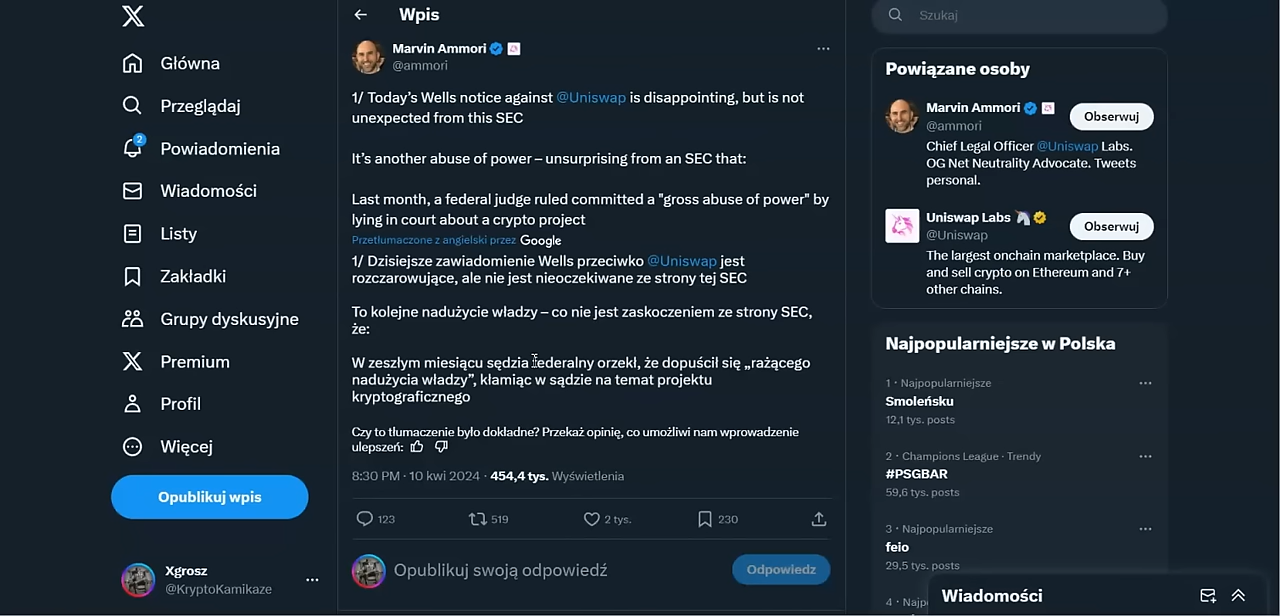 Główna
Przeglądaj
2
Powiadomienia
Wiadomości
Listy
Zakładki
Grupy dyskusyjne
Premium
Profil
Więcej
Opublikuj wpis
Xgrosz
@KryptoKamikaze
Wpis
Marvin Ammori
@ammori
1/ Today’s Wells notice against @Uniswap is disappointing, but is not
unexpected from this SEC
It’s another abuse of power – unsurprising from an SEC that:
Last month, a federal judge ruled committed a "gross abuse of power" by
lying in court about a crypto project
Przetłumaczone z angielski przez Google
1/ Dzisiejsze zawiadomienie Wells przeciwko @Uniswap jest
rozczarowujące, ale nie jest nieoczekiwane ze strony tej SEC
To kolejne nadużycie władzy – co nie jest zaskoczeniem ze strony SEC,
że:
W zeszłym miesiącu sędzia federalny orzekł, że dopuścił się „rażącego
nadużycia władzy”, kłamiąc w sądzie na temat projektu
kryptograficznego
Czy to tłumaczenie było dokładne? Przekaż opinię, co umożliwi nam wprowadzenie
ulepszeń:
8:30 PM · 10 kwi 2024 · 454,4 tys. Wyświetlenia
123 519 2 tys. 230
Opublikuj swoją odpowiedź
Odpowiedz
Szukaj
Powiązane osoby
Marvin Ammori
@ammori
Obserwuj
Chief Legal Officer @Uniswap Labs.
OG Net Neutrality Advocate. Tweets
personal.
Uniswap Labs
@Uniswap
Obserwuj
The largest onchain marketplace. Buy
and sell crypto on Ethereum and 7+
other chains.
Najpopularniejsze w Polska
1 · Najpopularniejsze
Smoleńsku
12,1 tys. posts
2 · Champions League · Trendy
#PSGBAR
59,6 tys. posts
3 · Najpopularniejsze
feio
29,5 tys. posts
4 · Najp
Wiadomości